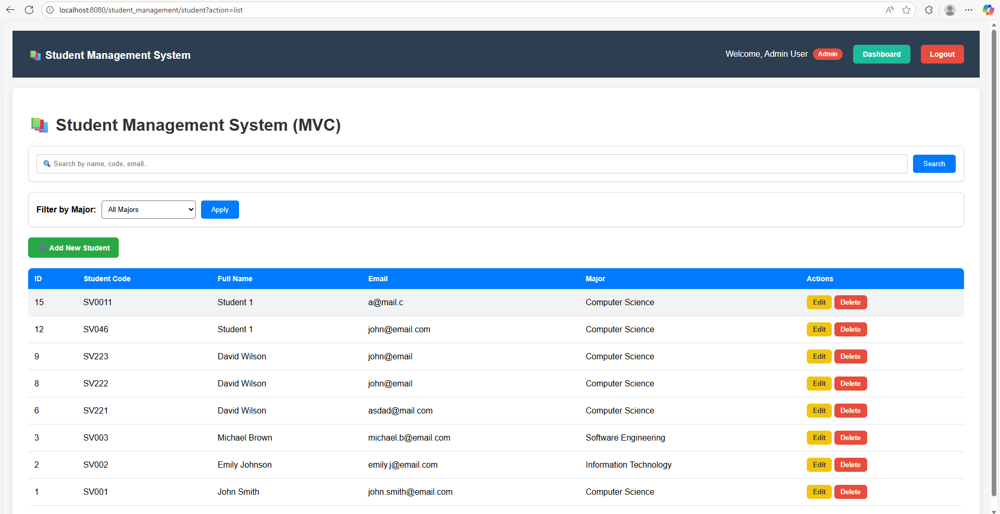 localhost:8080/student_management/student?action=list
Student Management System
Welcome, Admin User Admin Dashboard Logout
Student Management System (MVC)
Search by name, code, email... Search
Filter by Major: All Majors Apply
Add New Student
ID Student Code Full Name Email Major Actions
15 SV0011 Student 1 a@mail.c Computer Science Edit Delete
12 SV046 Student 1 john@email.com Computer Science Edit Delete
9 SV223 David Wilson john@email Computer Science Edit Delete
8 SV222 David Wilson john@email Computer Science Edit Delete
6 SV221 David Wilson asdad@mail.com Computer Science Edit Delete
3 SV003 Michael Brown michael.b@email.com Software Engineering Edit Delete
2 SV002 Emily Johnson emily.j@email.com Information Technology Edit Delete
1 SV001 John Smith john.smith@email.com Computer Science Edit Delete